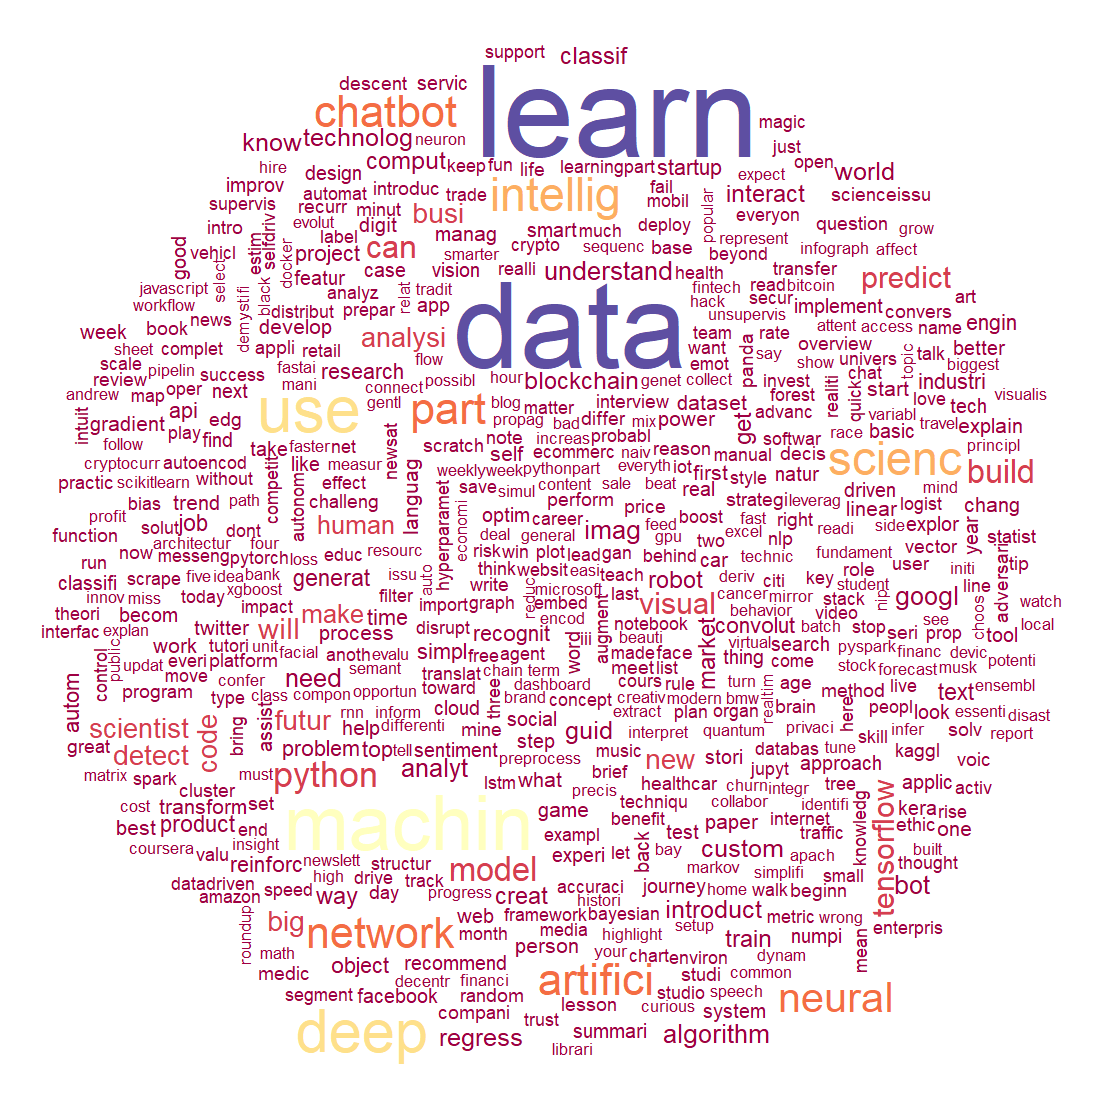 support classif
descent servic learn
chatbot magic
know technolog neuron just
hire comput keep fun life learningpart startup open world
improv design automat introduc trade intellig fail mobil expect interact scienceissu
supervis recurr minut busi popular everyon
intro evolut label digit manag smart much deploy question grow
good vehicl select selfdriv estim docker project can smarter crypto sequenc base represent infograph affect
featur case vision realli understand health beyond transfer predict
javascript black analyz relat tradit data fintech read bitcoin art
workflow demystifi distribut prepar app hack secur implement convers
week book news develop analysi unsupervis attent access name engin
sheet complet appli retail flow team rate overview
scale pipelin fastai research want panda say show univers topic talk better
review success mani connect possibl hour blockchain genet collect emot realiti chat biggest
andrew map oper next use gentl part blog matter interview dataset get invest forest quick start industri visualis
intuit gradient api edg propag bad differ mix power advanc variabl love tech
follow play find take faster net newsat scratch note increas probabl softwar race basic travel explain
cryptocurr autoencod like measur self ecommerc naiv reason manual decis scienc principl
practic scikitlearn without competit autonom effect languag weeklyweek pythonpart everyth iot first style natur build
bias trend path challeng save simul content sale beat real strategi leverag driven mind
profit hyperparamet perform price linear logist chang
function solut job dont human economi optim career imag feed boost fast right readi side explor year
architectur four deal general gpu excel statist
now messeng pytorch loss educ resourc risk win plot lead gan behind two technic nlp fundament vector adversari tip
run scrape five idea bank generat issu auto think websit easi teach car role user initi
classifi xgboost robot deriv citi key student line
innov miss today filter write microsoft last cancer mirror stack nip googl choos watch
theori becom impact make time import graph reduc embed augment visual behavior video see local
interfac explan twitter will process disrupt recognit encod notebook convolut batch stop seri prop tool
public work tutori unit simpl word iii beauti market virtual search pyspark financ devic
control updat everi platform facial anoth evalu free agent made face thing come stock forecast musk potenti
move confer need semant translat chain term meet list turn
autom program type class compon opportun toward three dashboard cours rule realtim age method live text ensembl
assist rnn inform cloud brand concept creativ modern bmw brain peopl here essenti
scientist bring code futur help differenti mine social extract plan organ privaci look disast
great detect problem top tell sentiment step guid interpret quantum skill infer solv report
must preprocess music new stori databas tune kaggl
matrix spark python analyt lstm what brief jupyt approach voic
cluster precis healthcar churn integr tree applic activ
cost transform set machin game techniqu collabor identifi tensorflow knowledg kera rise
best product end exampl benefit paper internet traffic ethic one
coursera valu insight back test built
reinforc newslett structur experi let bay custom apach thought
datadriven high drive model markov simplifi small bot
amazon speed track progress accuraci journey home walk beginn
roundup way day creat histori
big network web framework bayesian introduct metric wrong enterpris
month media your highlight setup train numpi mean
math person chart environ dynam
medic object recommend artifici studi common
decentr financi neural
segment facebook random studio speech
compani lesson curious system
deep regress trust summari algorithm
librari